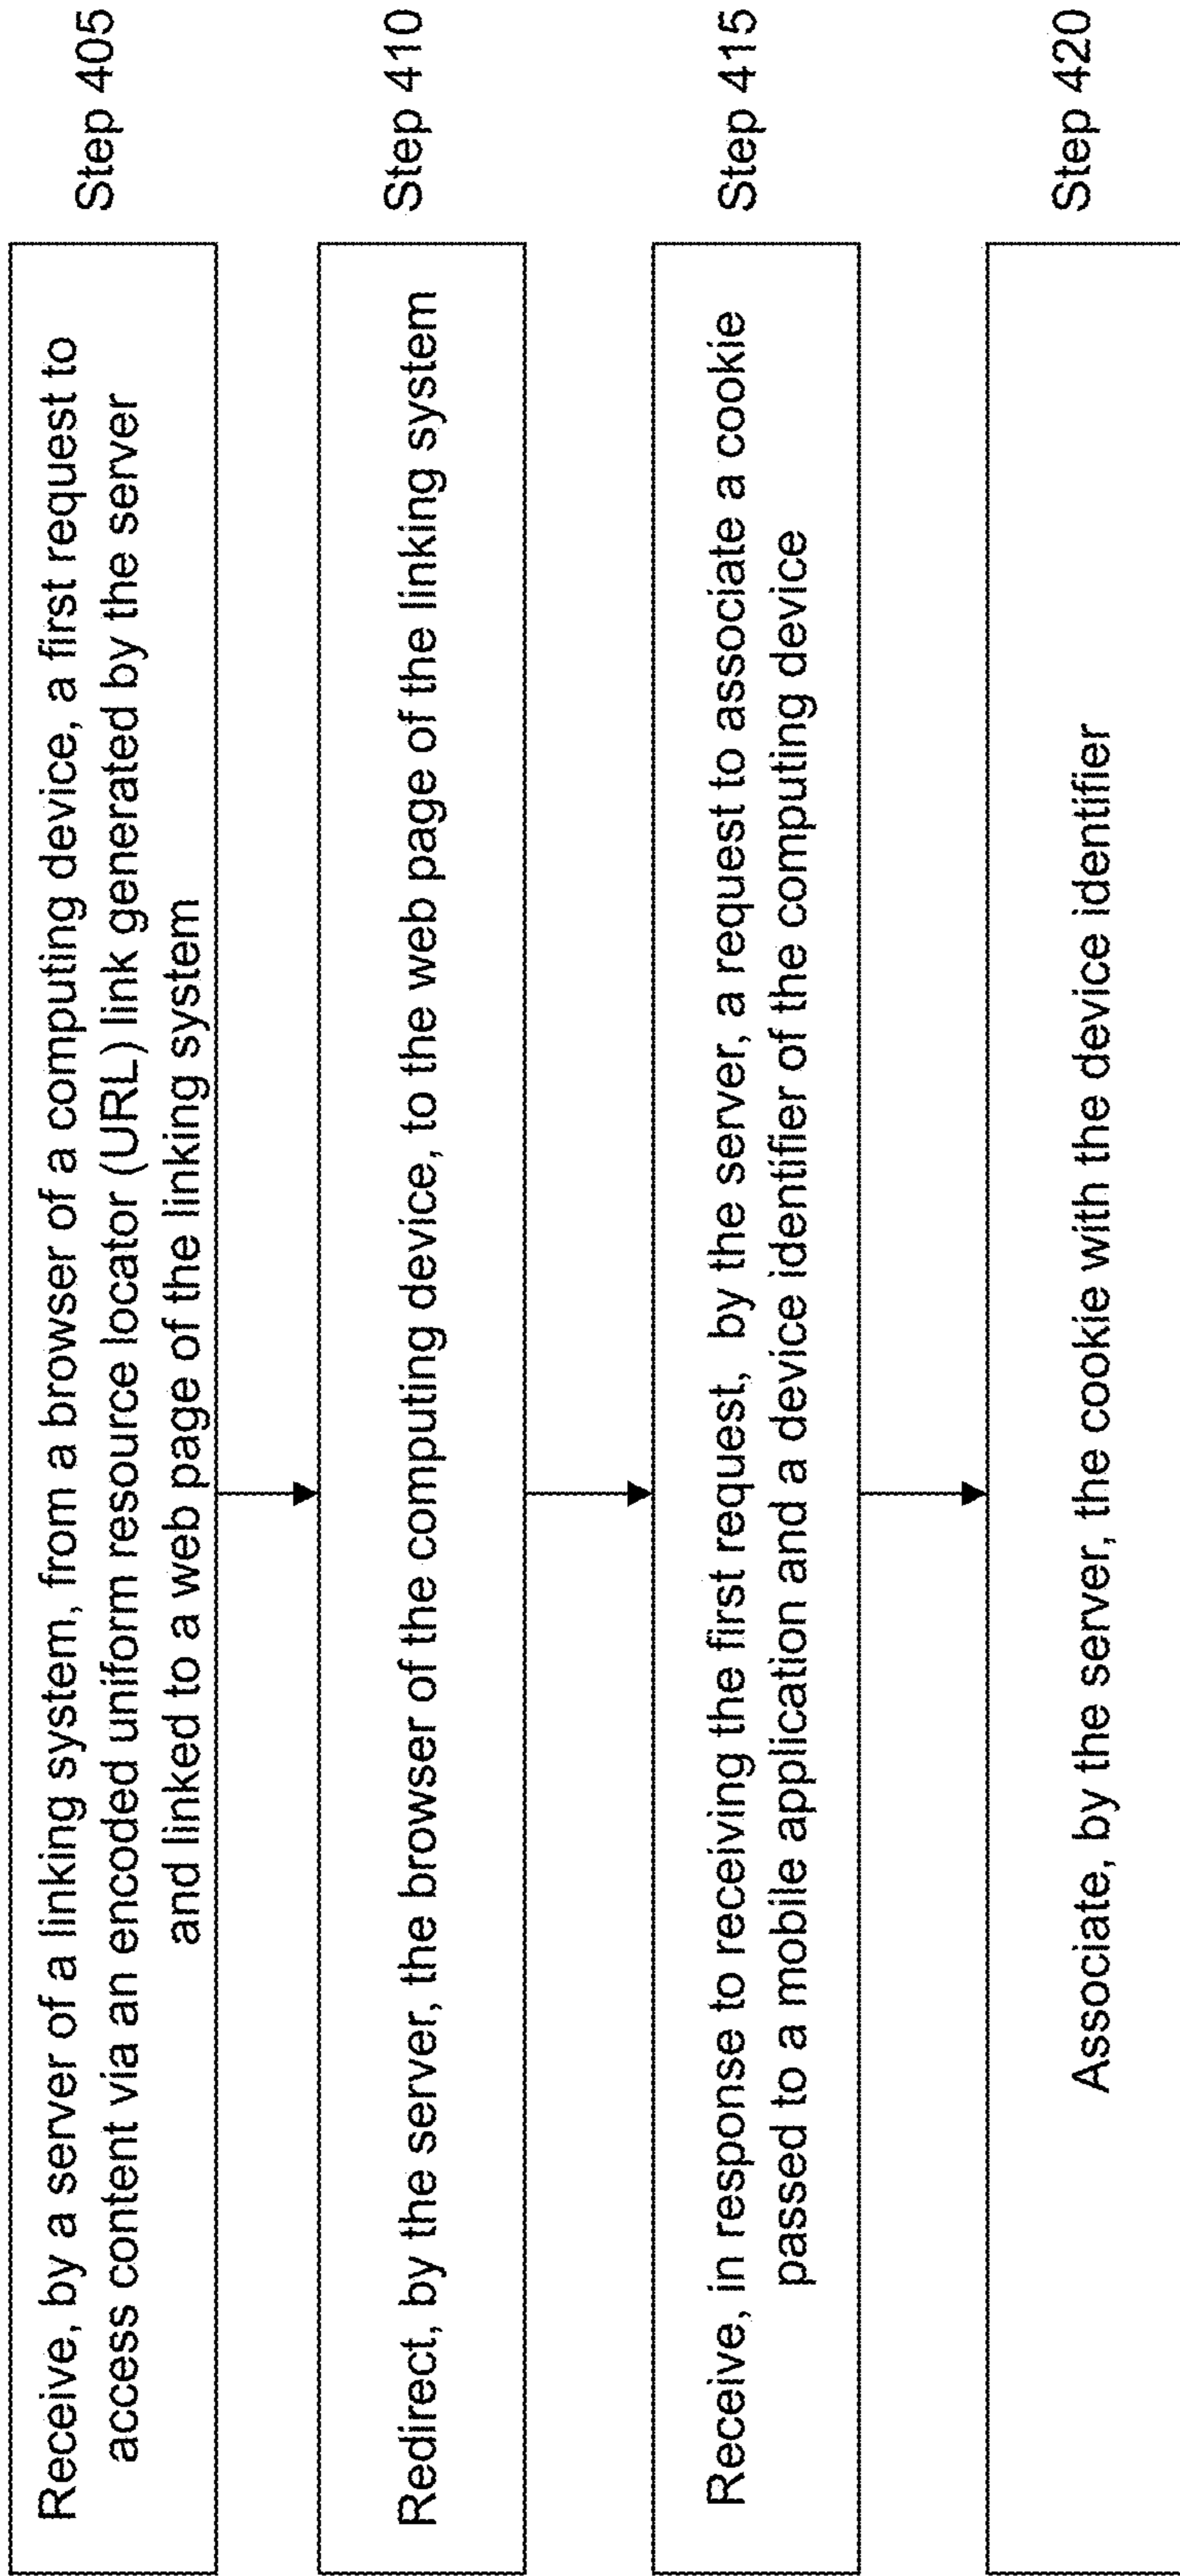 Receive, by a server of a linking system, from a browser of a computing device, a first request to
access content via an encoded uniform resource locator (URL) link generated by the server
and linked to a web page of the linking system
Step 405
Redirect, by the server, the browser of the computing device, to the web page of the linking system
Step 410
Receive, in response to receiving the first request, by the server, a request to associate a cookie
passed to a mobile application and a device identifier of the computing device
Step 415
Associate, by the server, the cookie with the device identifier
Step 420